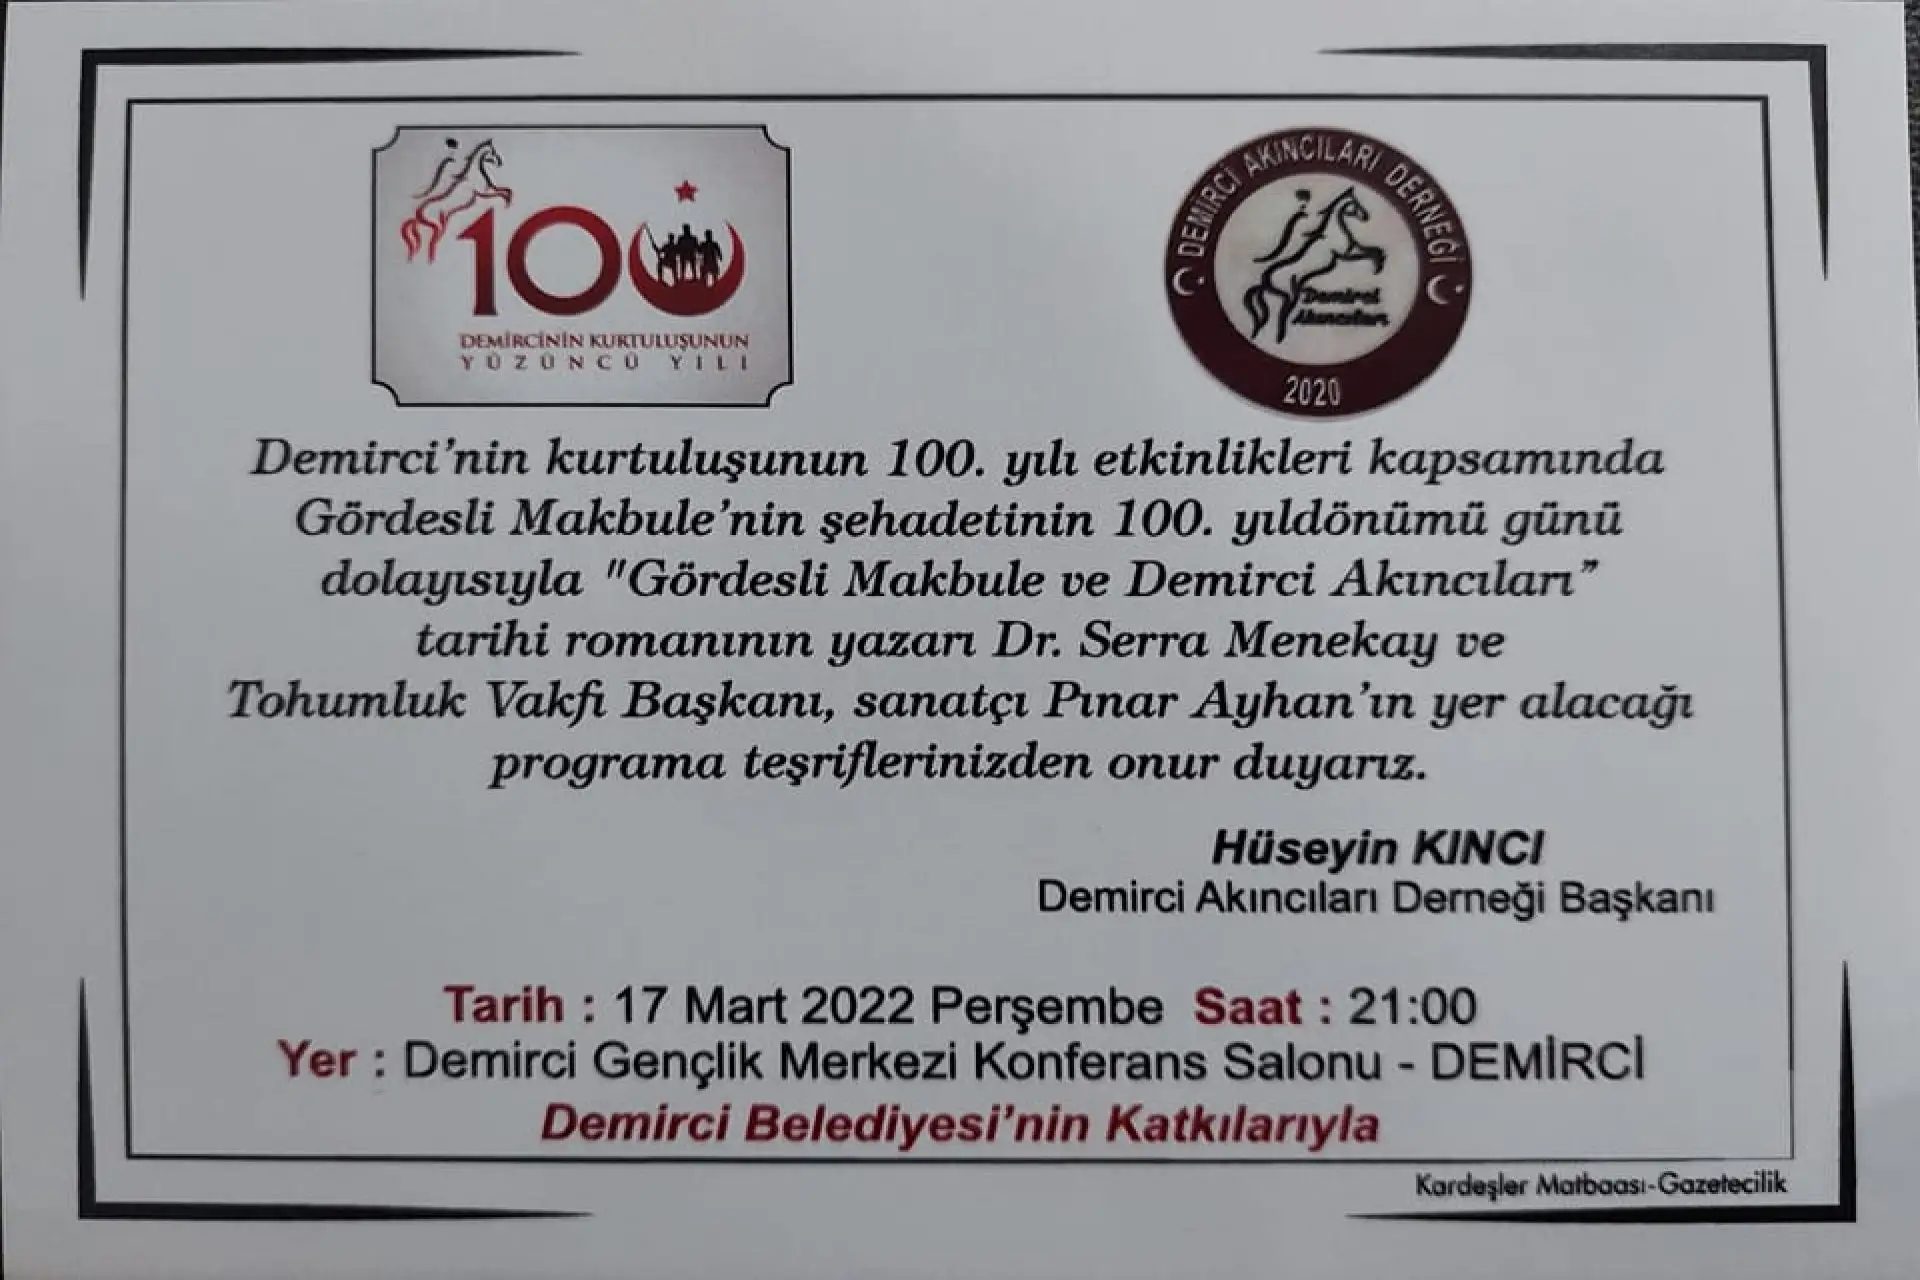 100
DEMİRCİNİN KURTULUŞUNUN
YÜZÜNCÜ YILI
DEMİRCİ AKINCILARI DERNEĞİ
Demirci
Akıncıları
2020
Demirci'nin kurtuluşunun 100. yılı etkinlikleri kapsamında
Gördesli Makbule'nin şehadetinin 100. yıldönümü günü
dolayısıyla "Gördesli Makbule ve Demirci Akıncıları”
tarihi romanının yazarı Dr. Serra Menekay ve
Tohumluk Vakfı Başkanı, sanatçı Pınar Ayhan'ın yer alacağı
programa teşriflerinizden onur duyarız.
Hüseyin KINCI
Demirci Akıncıları Derneği Başkanı
Tarih : 17 Mart 2022 Perşembe Saat : 21:00
Yer : Demirci Gençlik Merkezi Konferans Salonu - DEMİRCİ
Demirci Belediyesi'nin Katkılarıyla
Kardeşler Matbaası-Gazetecilik